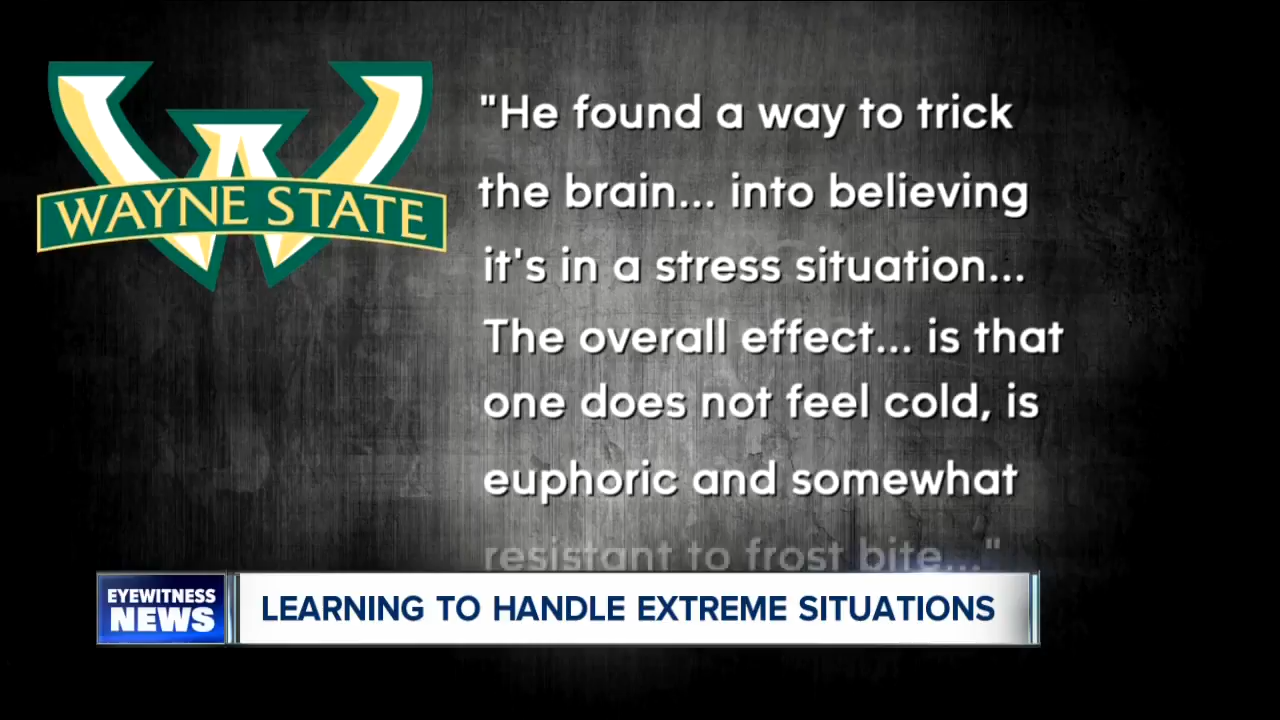 WAYNE STATE
"He found a way to trick
the brain... into believing
it's in a stress situation...
The overall effect... is that
one does not feel cold, is
euphoric and somewhat
resistant to frost bite..."
EYEWITNESS
NEWS
LEARNING TO HANDLE EXTREME SITUATIONS